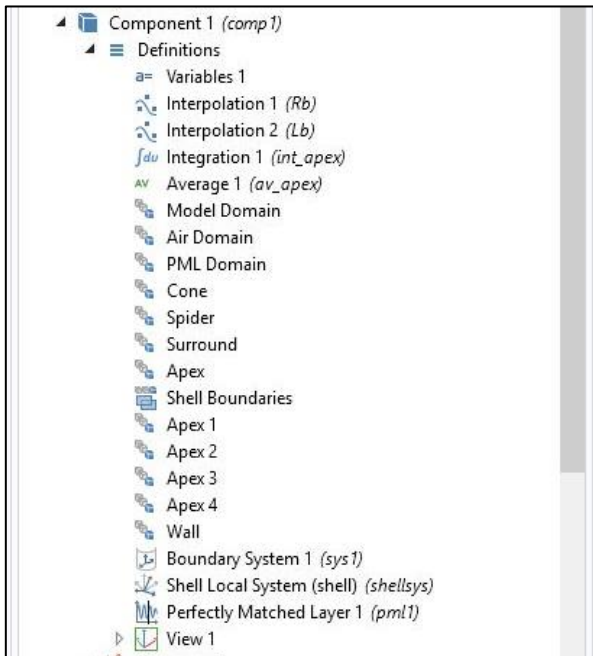 Component 1 (comp1)
Definitions
a= Variables 1
Interpolation 1 (Rb)
Interpolation 2 (Lb)
∫du Integration 1 (int_apex)
AV Average 1 (av_apex)
Model Domain
Air Domain
PML Domain
Cone
Spider
Surround
Apex
Shell Boundaries
Apex 1
Apex 2
Apex 3
Apex 4
Wall
Boundary System 1 (sys1)
Shell Local System (shell) (shellsys)
Perfectly Matched Layer 1 (pml1)
View 1